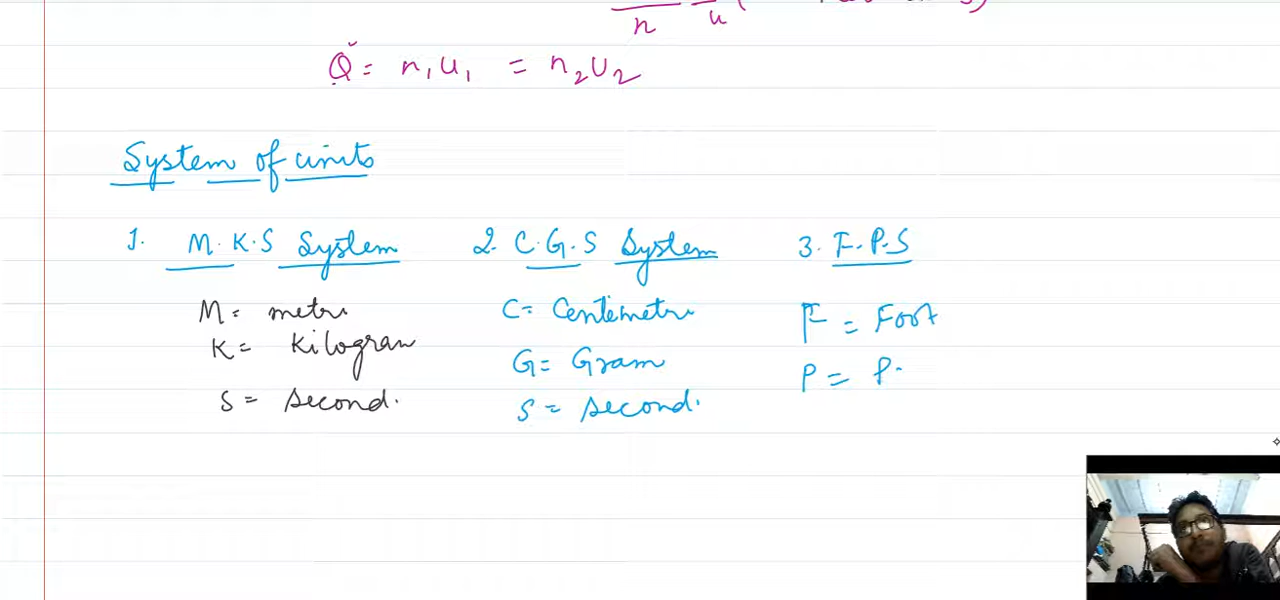 n u
Q = n₁u₁ = n₂u₂
System of units
1. M.K.S System 2. C.G.S System 3. F.P.S
M = metre C = Centimetre F = Foot
K = Kilogram G = Gram P = P.
S = Second. S = Second.